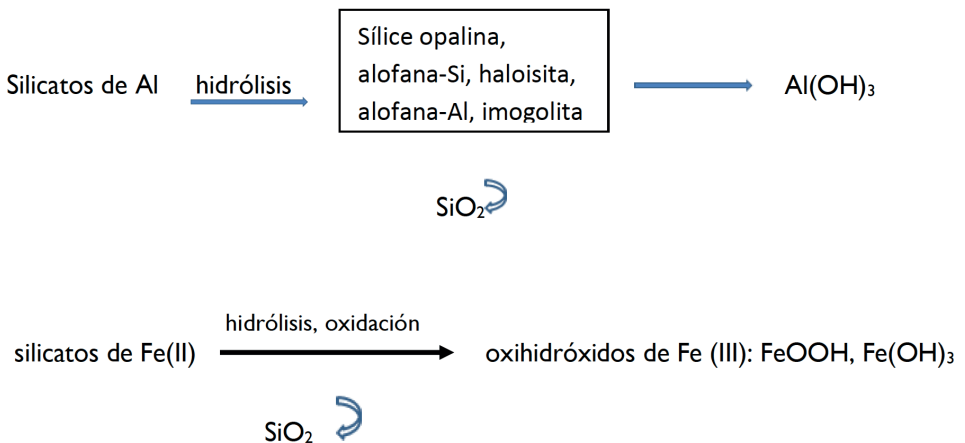 Sílice opalina,
alofana-Si, haloisita,
alofana-Al, imogolita
Silicatos de Al hidrólisis Al(OH)₃
SiO₂
hidrólisis, oxidación
silicatos de Fe(II) oxihidróxidos de Fe (III): FeOOH, Fe(OH)₃
SiO₂